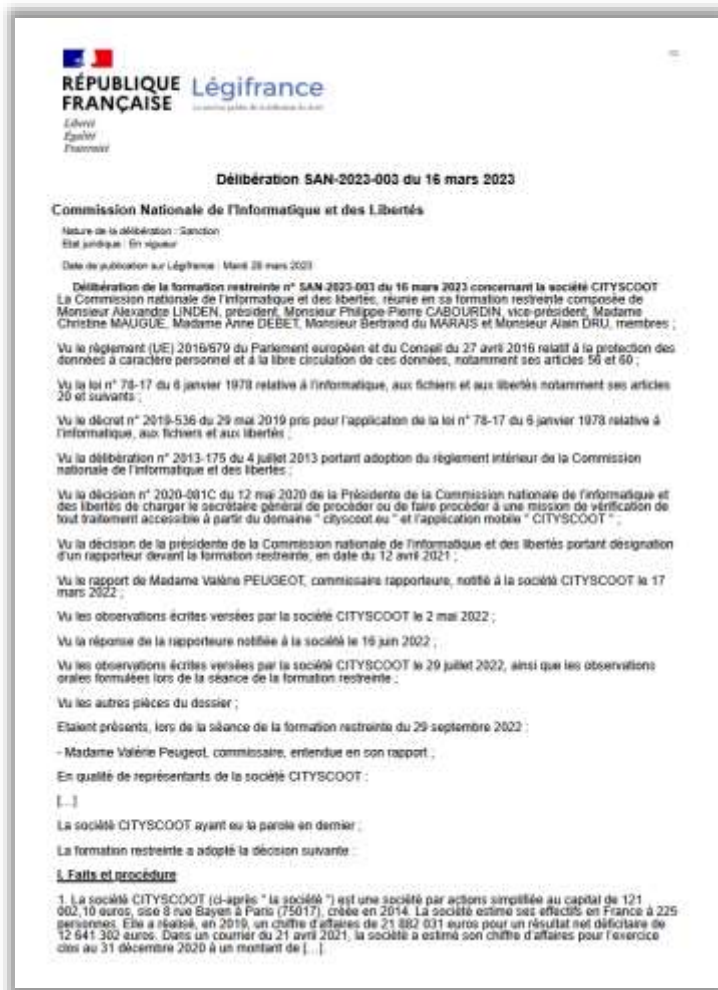 RÉPUBLIQUE
FRANÇAISE
Liberté
Égalité
Fraternité
Légifrance
Délibération SAN-2023-003 du 16 mars 2023
Commission Nationale de l'Informatique et des Libertés
Nature de la délibération : Sanction
Etat juridique : En vigueur
Date de publication sur Légifrance : Mardi 28 mars 2023
Délibération de la formation restreinte n° SAN-2023-003 du 16 mars 2023 concernant la société CITYSCOOT
La Commission nationale de l'informatique et des libertés, réunie en sa formation restreinte composée de
Monsieur Alexandre LINDEN, président, Monsieur Philippe-Pierre CABOURDIN, vice-président, Madame
Christine MAUGUE, Madame Anne DEBET, Monsieur Bertrand du MARAIS et Monsieur Alain DRU, membres ;
Vu le règlement (UE) 2016/679 du Parlement européen et du Conseil du 27 avril 2016 relatif à la protection des
données à caractère personnel et à la libre circulation de ces données, notamment ses articles 56 et 60 ;
Vu la loi n° 78-17 du 6 janvier 1978 relative à l'informatique, aux fichiers et aux libertés notamment ses articles
20 et suivants ;
Vu le décret n° 2019-536 du 29 mai 2019 pris pour l'application de la loi n° 78-17 du 6 janvier 1978 relative à
l'informatique, aux fichiers et aux libertés ;
Vu la délibération n° 2013-175 du 4 juillet 2013 portant adoption du règlement intérieur de la Commission
nationale de l'informatique et des libertés ;
Vu la décision n° 2020-081C du 12 mai 2020 de la Présidente de la Commission nationale de l'informatique et
des libertés de charger le secrétaire général de procéder ou de faire procéder à une mission de vérification de
tout traitement accessible à partir du domaine " cityscoot.eu " et l'application mobile " CITYSCOOT " ;
Vu la décision de la présidente de la Commission nationale de l'informatique et des libertés portant désignation
d'un rapporteur devant la formation restreinte, en date du 12 avril 2021 ;
Vu le rapport de Madame Valérie PEUGEOT, commissaire rapporteure, notifié à la société CITYSCOOT le 17
mars 2022 ;
Vu les observations écrites versées par la société CITYSCOOT le 2 mai 2022 ;
Vu la réponse de la rapporteure notifiée à la société le 16 juin 2022 ;
Vu les observations écrites versées par la société CITYSCOOT le 29 juillet 2022, ainsi que les observations
orales formulées lors de la séance de la formation restreinte ;
Vu les autres pièces du dossier ;
Etaient présents, lors de la séance de la formation restreinte du 29 septembre 2022 :
- Madame Valérie Peugeot, commissaire, entendue en son rapport ;
En qualité de représentants de la société CITYSCOOT :
[…]
La société CITYSCOOT ayant eu la parole en dernier ;
La formation restreinte a adopté la décision suivante :
I. Faits et procédure
1. La société CITYSCOOT (ci-après " la société ") est une société par actions simplifiée au capital de 121
002,10 euros, sise 8 rue Bayen à Paris (75017), créée en 2014. La société estime ses effectifs en France à 225
personnes. Elle a réalisé, en 2019, un chiffre d'affaires de 21 882 031 euros pour un résultat net déficitaire de
12 641 302 euros. Dans un courrier du 21 avril 2021, la société a estimé son chiffre d'affaires pour l'exercice
clos au 31 décembre 2020 à un montant de […].